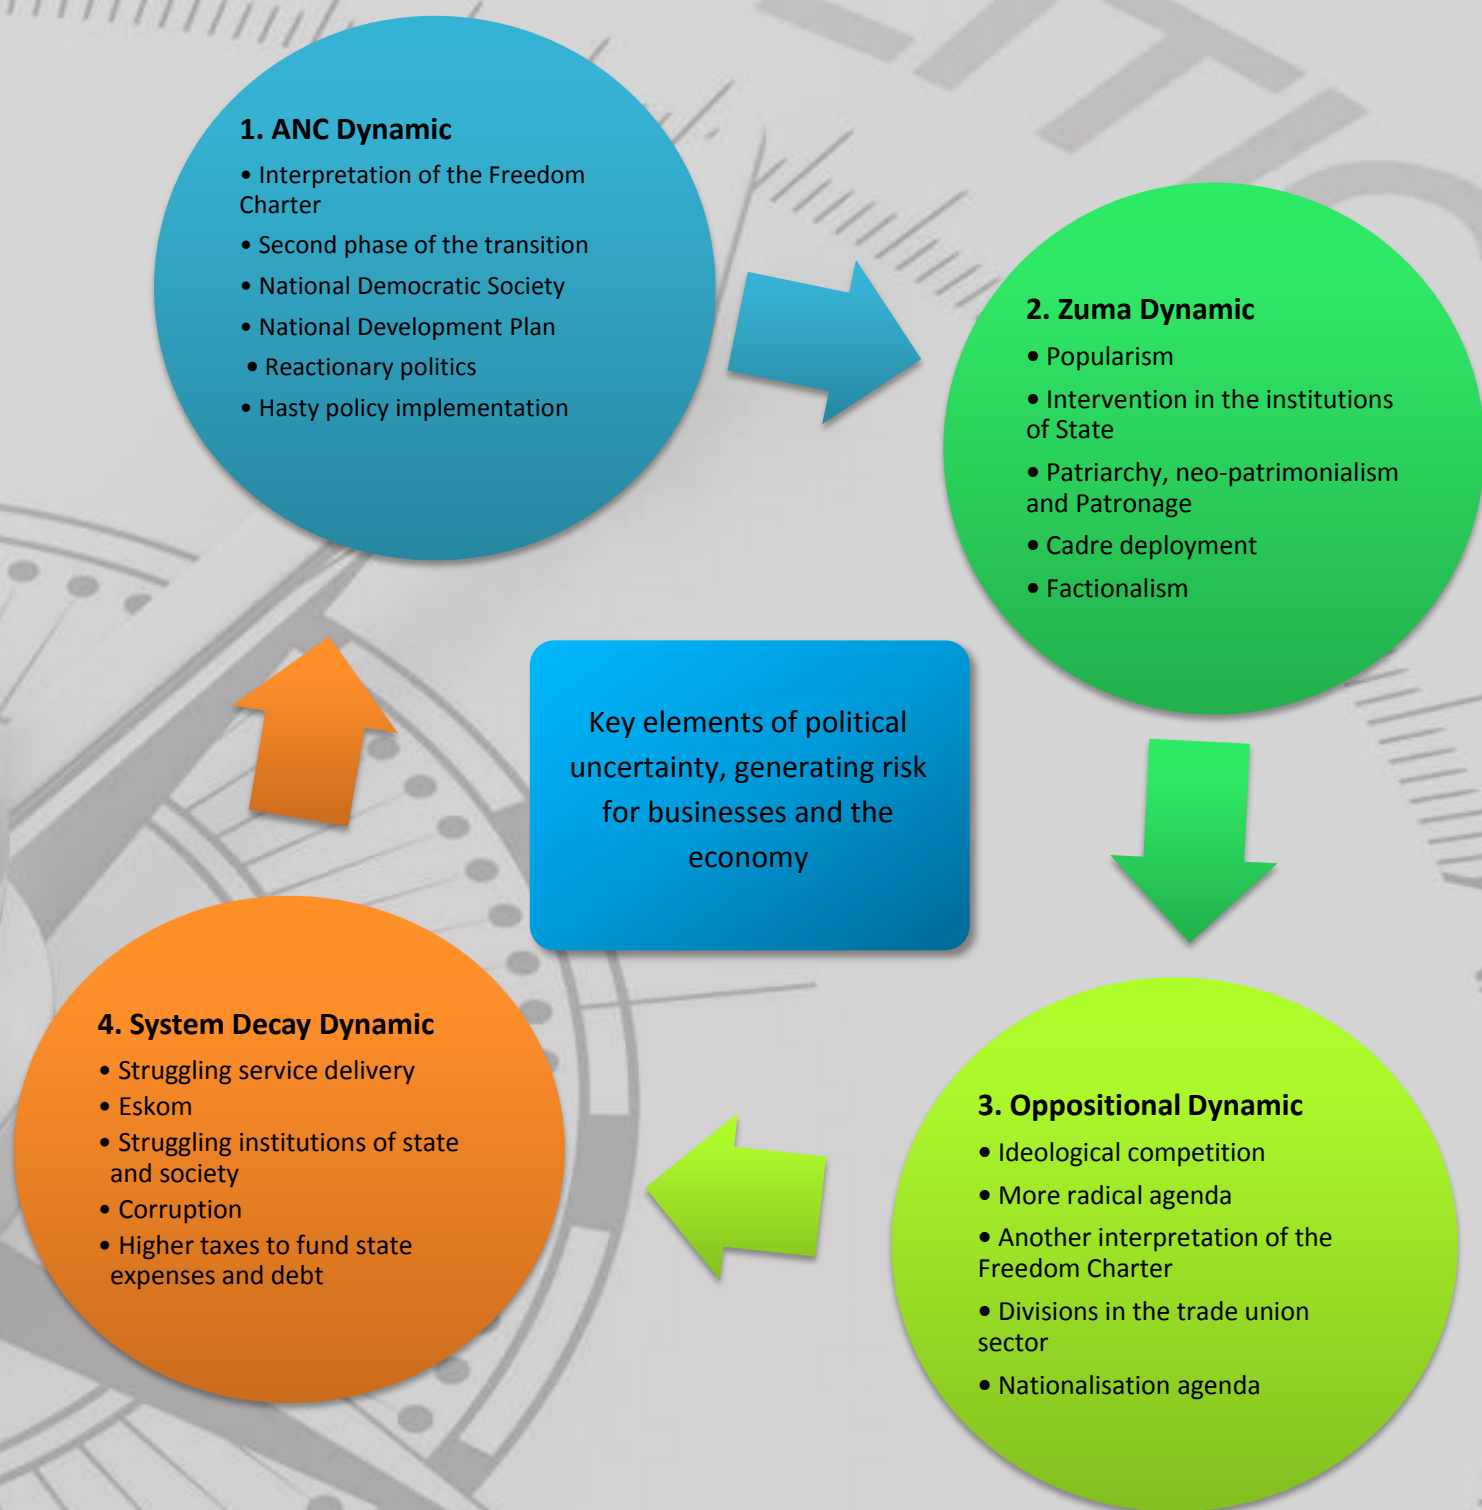 1. ANC Dynamic
• Interpretation of the Freedom
Charter
• Second phase of the transition
• National Democratic Society
• National Development Plan
• Reactionary politics
• Hasty policy implementation
2. Zuma Dynamic
• Popularism
• Intervention in the institutions
of State
• Patriarchy, neo-patrimonialism
and Patronage
• Cadre deployment
• Factionalism
Key elements of political
uncertainty, generating risk
for businesses and the
economy
3. Oppositional Dynamic
• Ideological competition
• More radical agenda
• Another interpretation of the
Freedom Charter
• Divisions in the trade union
sector
• Nationalisation agenda
4. System Decay Dynamic
• Struggling service delivery
• Eskom
• Struggling institutions of state
and society
• Corruption
• Higher taxes to fund state
expenses and debt